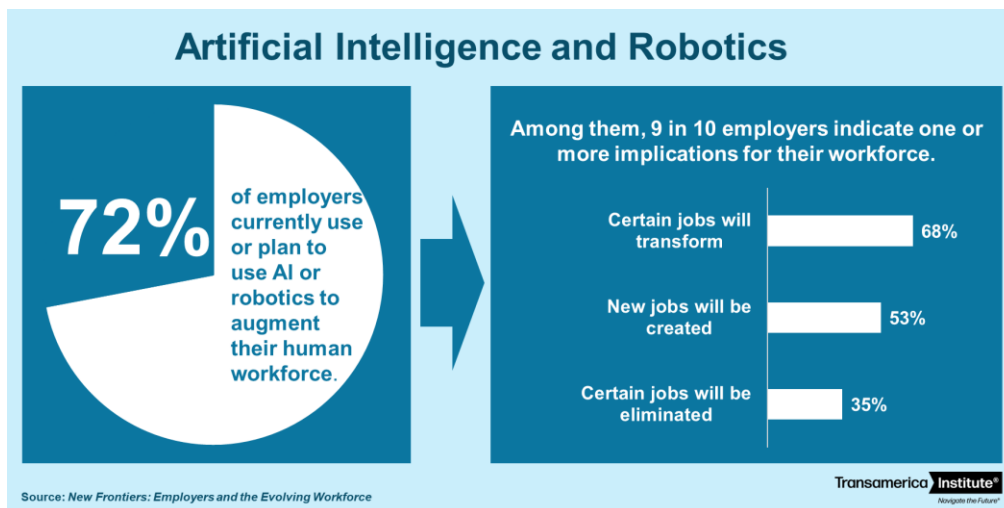 Artificial Intelligence and Robotics
72%
of employers
currently use
or plan to
use AI or
robotics to
augment
their human
workforce.
Among them, 9 in 10 employers indicate one or
more implications for their workforce.
Certain jobs will
transform
68%
New jobs will be
created
53%
Certain jobs will be
eliminated
35%
Source: New Frontiers: Employers and the Evolving Workforce
Transamerica Institute®
Navigate the Future®